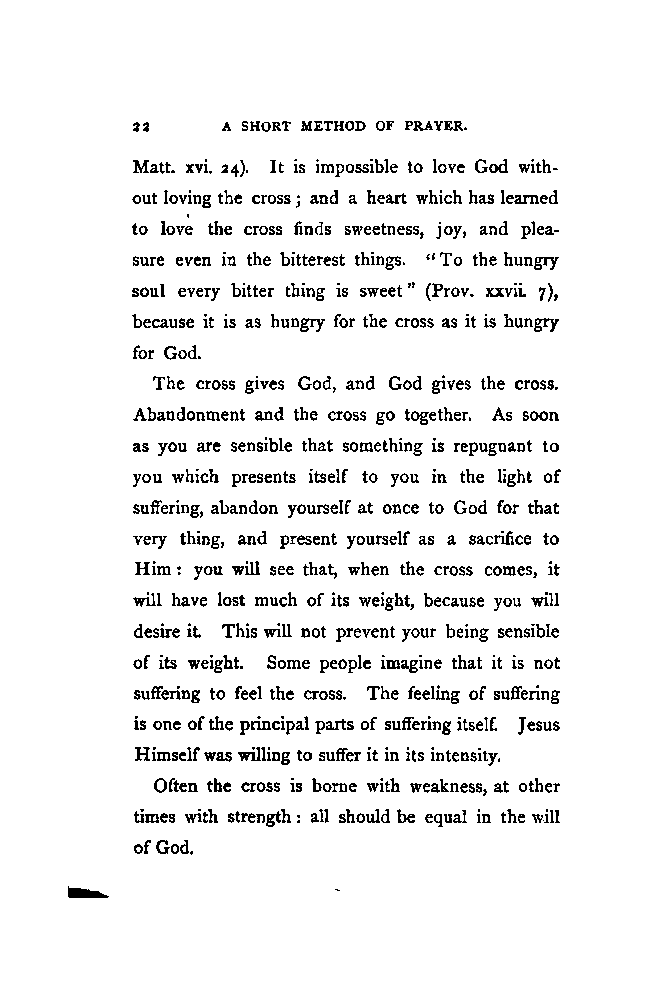 22 A SHORT METHOD OF PRAYER.
Matt. xvi. 24). It is impossible to love God with-
out loving the cross; and a heart which has learned
to love the cross finds sweetness, joy, and plea-
sure even in the bitterest things. “To the hungry
soul every bitter thing is sweet” (Prov. xxvii. 7),
because it is as hungry for the cross as it is hungry
for God.
The cross gives God, and God gives the cross.
Abandonment and the cross go together. As soon
as you are sensible that something is repugnant to
you which presents itself to you in the light of
suffering, abandon yourself at once to God for that
very thing, and present yourself as a sacrifice to
Him: you will see that, when the cross comes, it
will have lost much of its weight, because you will
desire it. This will not prevent your being sensible
of its weight. Some people imagine that it is not
suffering to feel the cross. The feeling of suffering
is one of the principal parts of suffering itself. Jesus
Himself was willing to suffer it in its intensity.
Often the cross is borne with weakness, at other
times with strength: all should be equal in the will
of God.